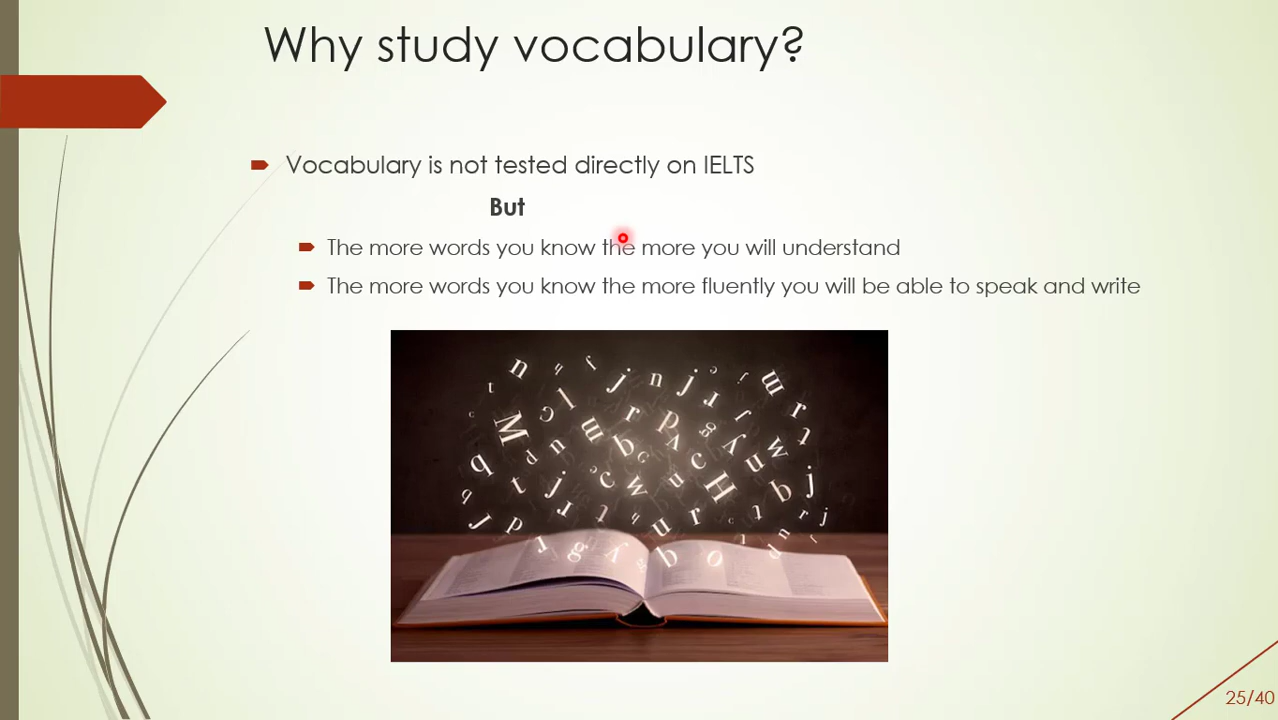 Why study vocabulary?
Vocabulary is not tested directly on IELTS
But
The more words you know the more you will understand
The more words you know the more fluently you will be able to speak and write
25/40